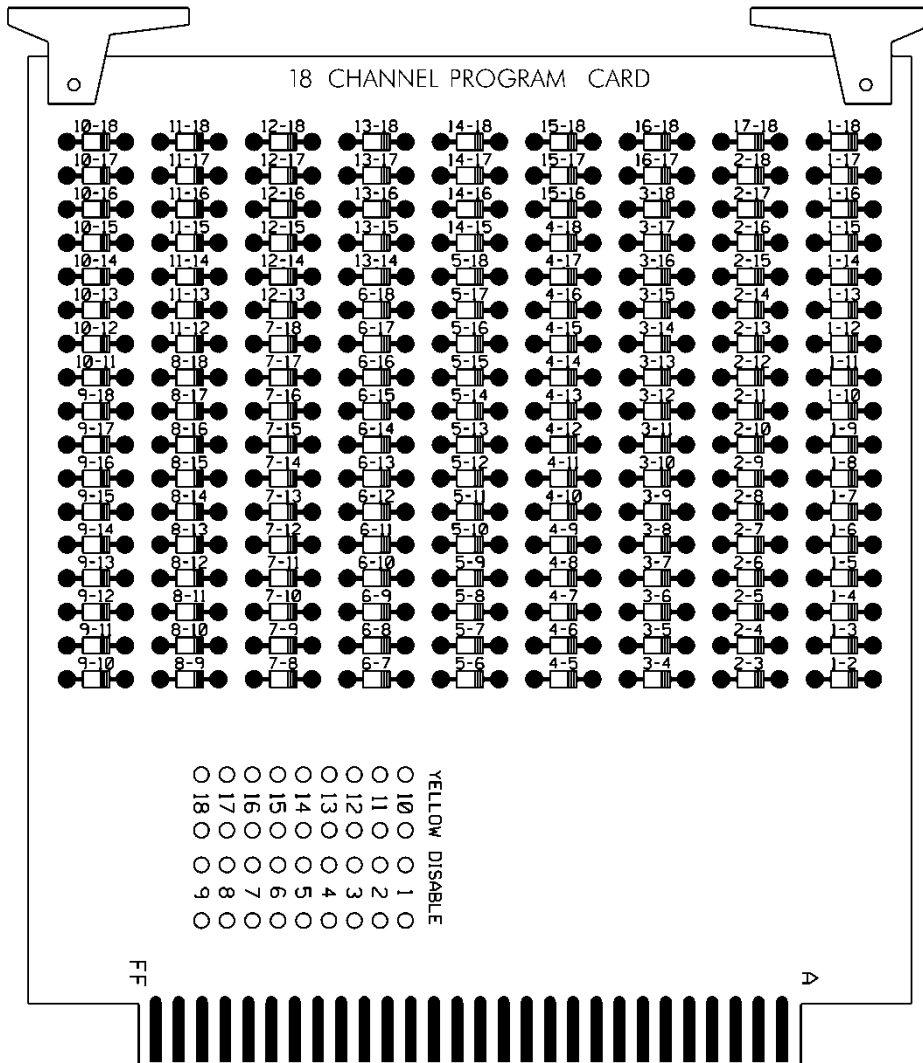 18 CHANNEL PROGRAM CARD
10-18 11-18 12-18 13-18 14-18 15-18 16-18 17-18 1-18
10-17 11-17 12-17 13-17 14-17 15-17 16-17 2-18 1-17
10-16 11-16 12-16 13-16 14-16 15-16 3-18 2-17 1-16
10-15 11-15 12-15 13-15 14-15 4-18 3-17 2-16 1-15
10-14 11-14 12-14 13-14 5-18 4-17 3-16 2-15 1-14
10-13 11-13 12-13 6-18 5-17 4-16 3-15 2-14 1-13
10-12 11-12 7-18 6-17 5-16 4-15 3-14 2-13 1-12
10-11 8-18 7-17 6-16 5-15 4-14 3-13 2-12 1-11
9-18 8-17 7-16 6-15 5-14 4-13 3-12 2-11 1-10
9-17 8-16 7-15 6-14 5-13 4-12 3-11 2-10 1-9
9-16 8-15 7-14 6-13 5-12 4-11 3-10 2-9 1-8
9-15 8-14 7-13 6-12 5-11 4-10 3-9 2-8 1-7
9-14 8-13 7-12 6-11 5-10 4-9 3-8 2-7 1-6
9-13 8-12 7-11 6-10 5-9 4-8 3-7 2-6 1-5
9-12 8-11 7-10 6-9 5-8 4-7 3-6 2-5 1-4
9-11 8-10 7-9 6-8 5-7 4-6 3-5 2-4 1-3
9-10 8-9 7-8 6-7 5-6 4-5 3-4 2-3 1-2
YELLOW DISABLE
18 17 16 15 14 13 12 11 10
9 8 7 6 5 4 3 2 1
FF A